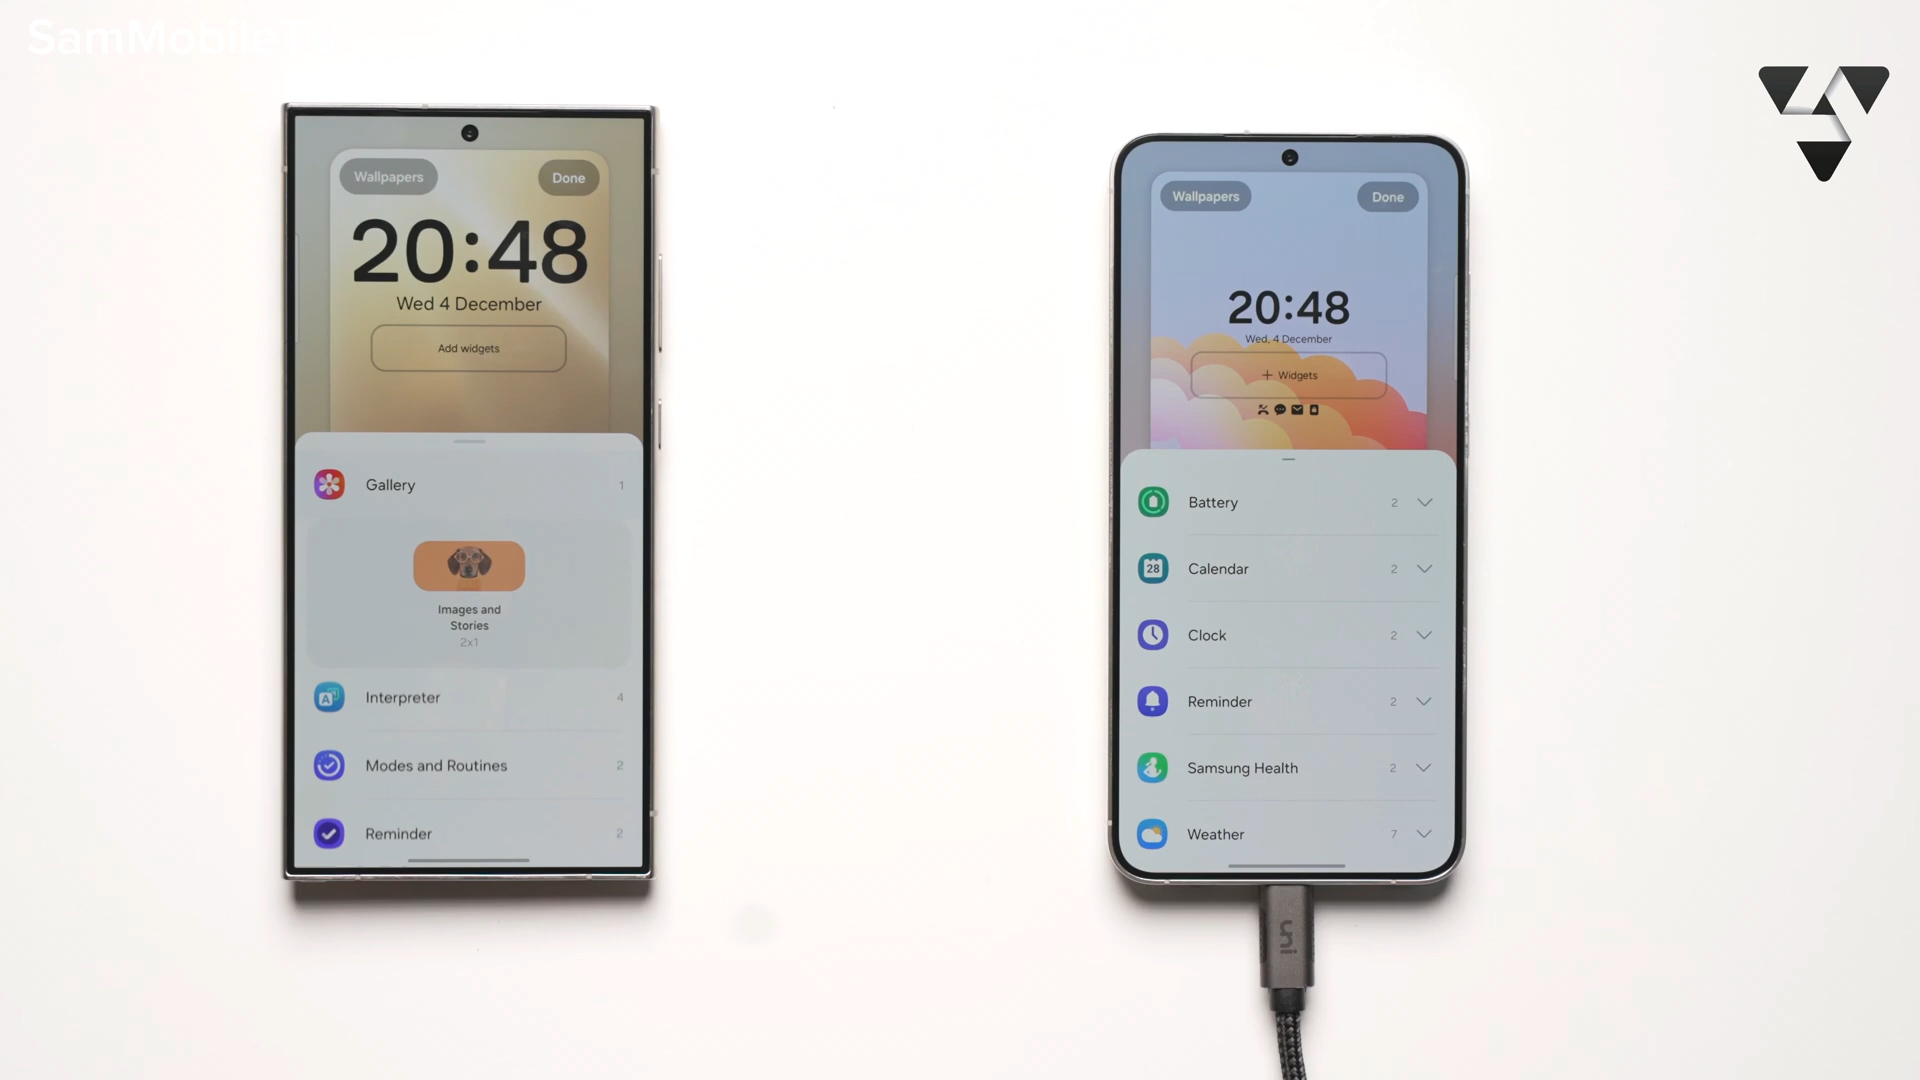 SamMobile
Wallpapers
Done
20:48
Wed 4 December
Add widgets
Gallery
1
Images and
Stories
2x1
Interpreter
4
Modes and Routines
2
Reminder
2
Wallpapers
Done
20:48
Wed, 4 December
+ Widgets
Battery
2
28
Calendar
2
Clock
2
Reminder
2
Samsung Health
2
Weather
7
uni